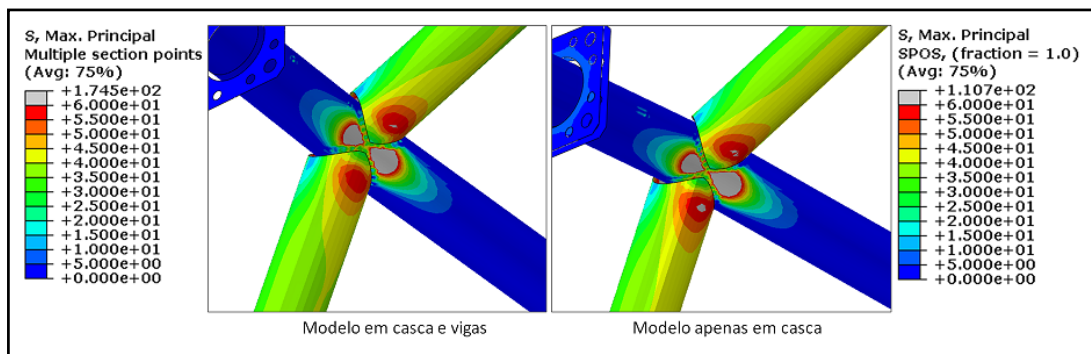 S, Max. Principal
Multiple section points
(Avg: 75%)
+1.745e+02
+6.000e+01
+5.500e+01
+5.000e+01
+4.500e+01
+4.000e+01
+3.500e+01
+3.000e+01
+2.500e+01
+2.000e+01
+1.500e+01
+1.000e+01
+5.000e+00
+0.000e+00
Modelo em casca e vigas
Modelo apenas em casca
S, Max. Principal
SPOS, (fraction = 1.0)
(Avg: 75%)
+1.107e+02
+6.000e+01
+5.500e+01
+5.000e+01
+4.500e+01
+4.000e+01
+3.500e+01
+3.000e+01
+2.500e+01
+2.000e+01
+1.500e+01
+1.000e+01
+5.000e+00
+0.000e+00